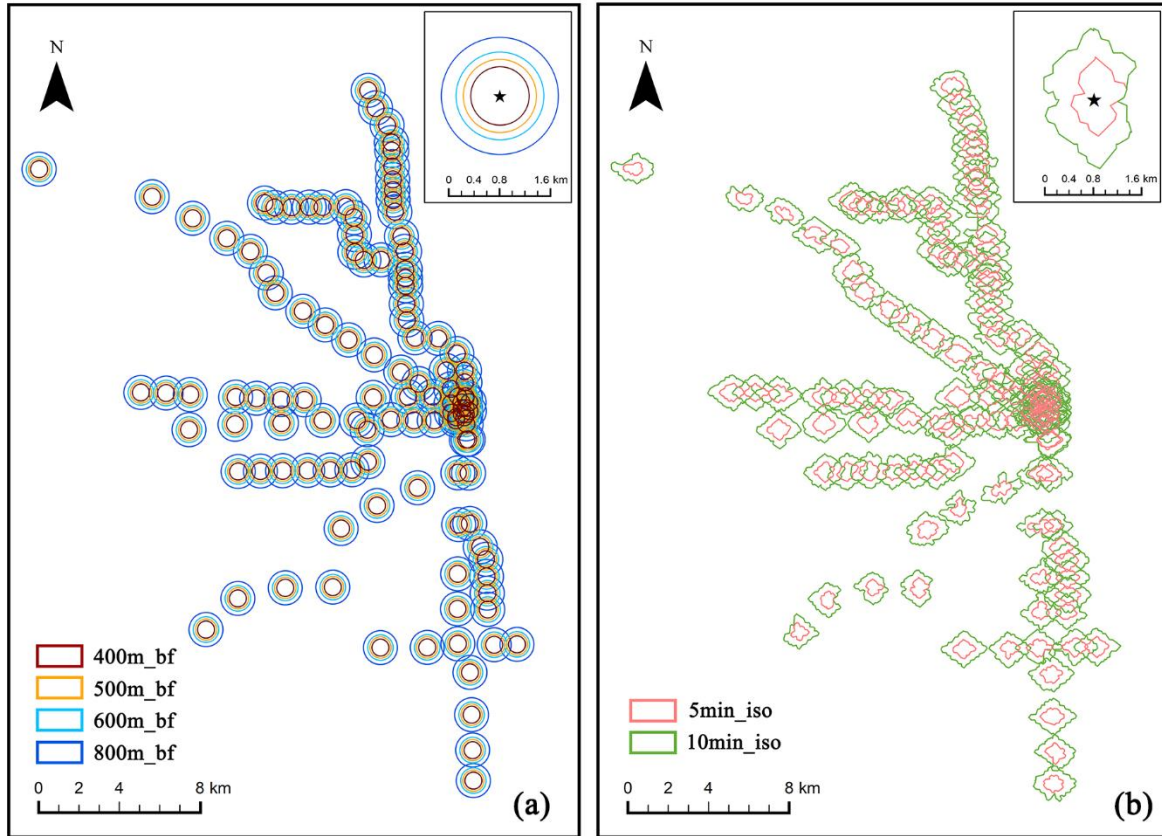 N
0 0.4 0.8 1.6 km
400m_bf
500m_bf
600m_bf
800m_bf
0 2 4 8 km
(a)
N
0 0.4 0.8 1.6 km
5min_iso
10min_iso
0 2 4 8 km
(b)